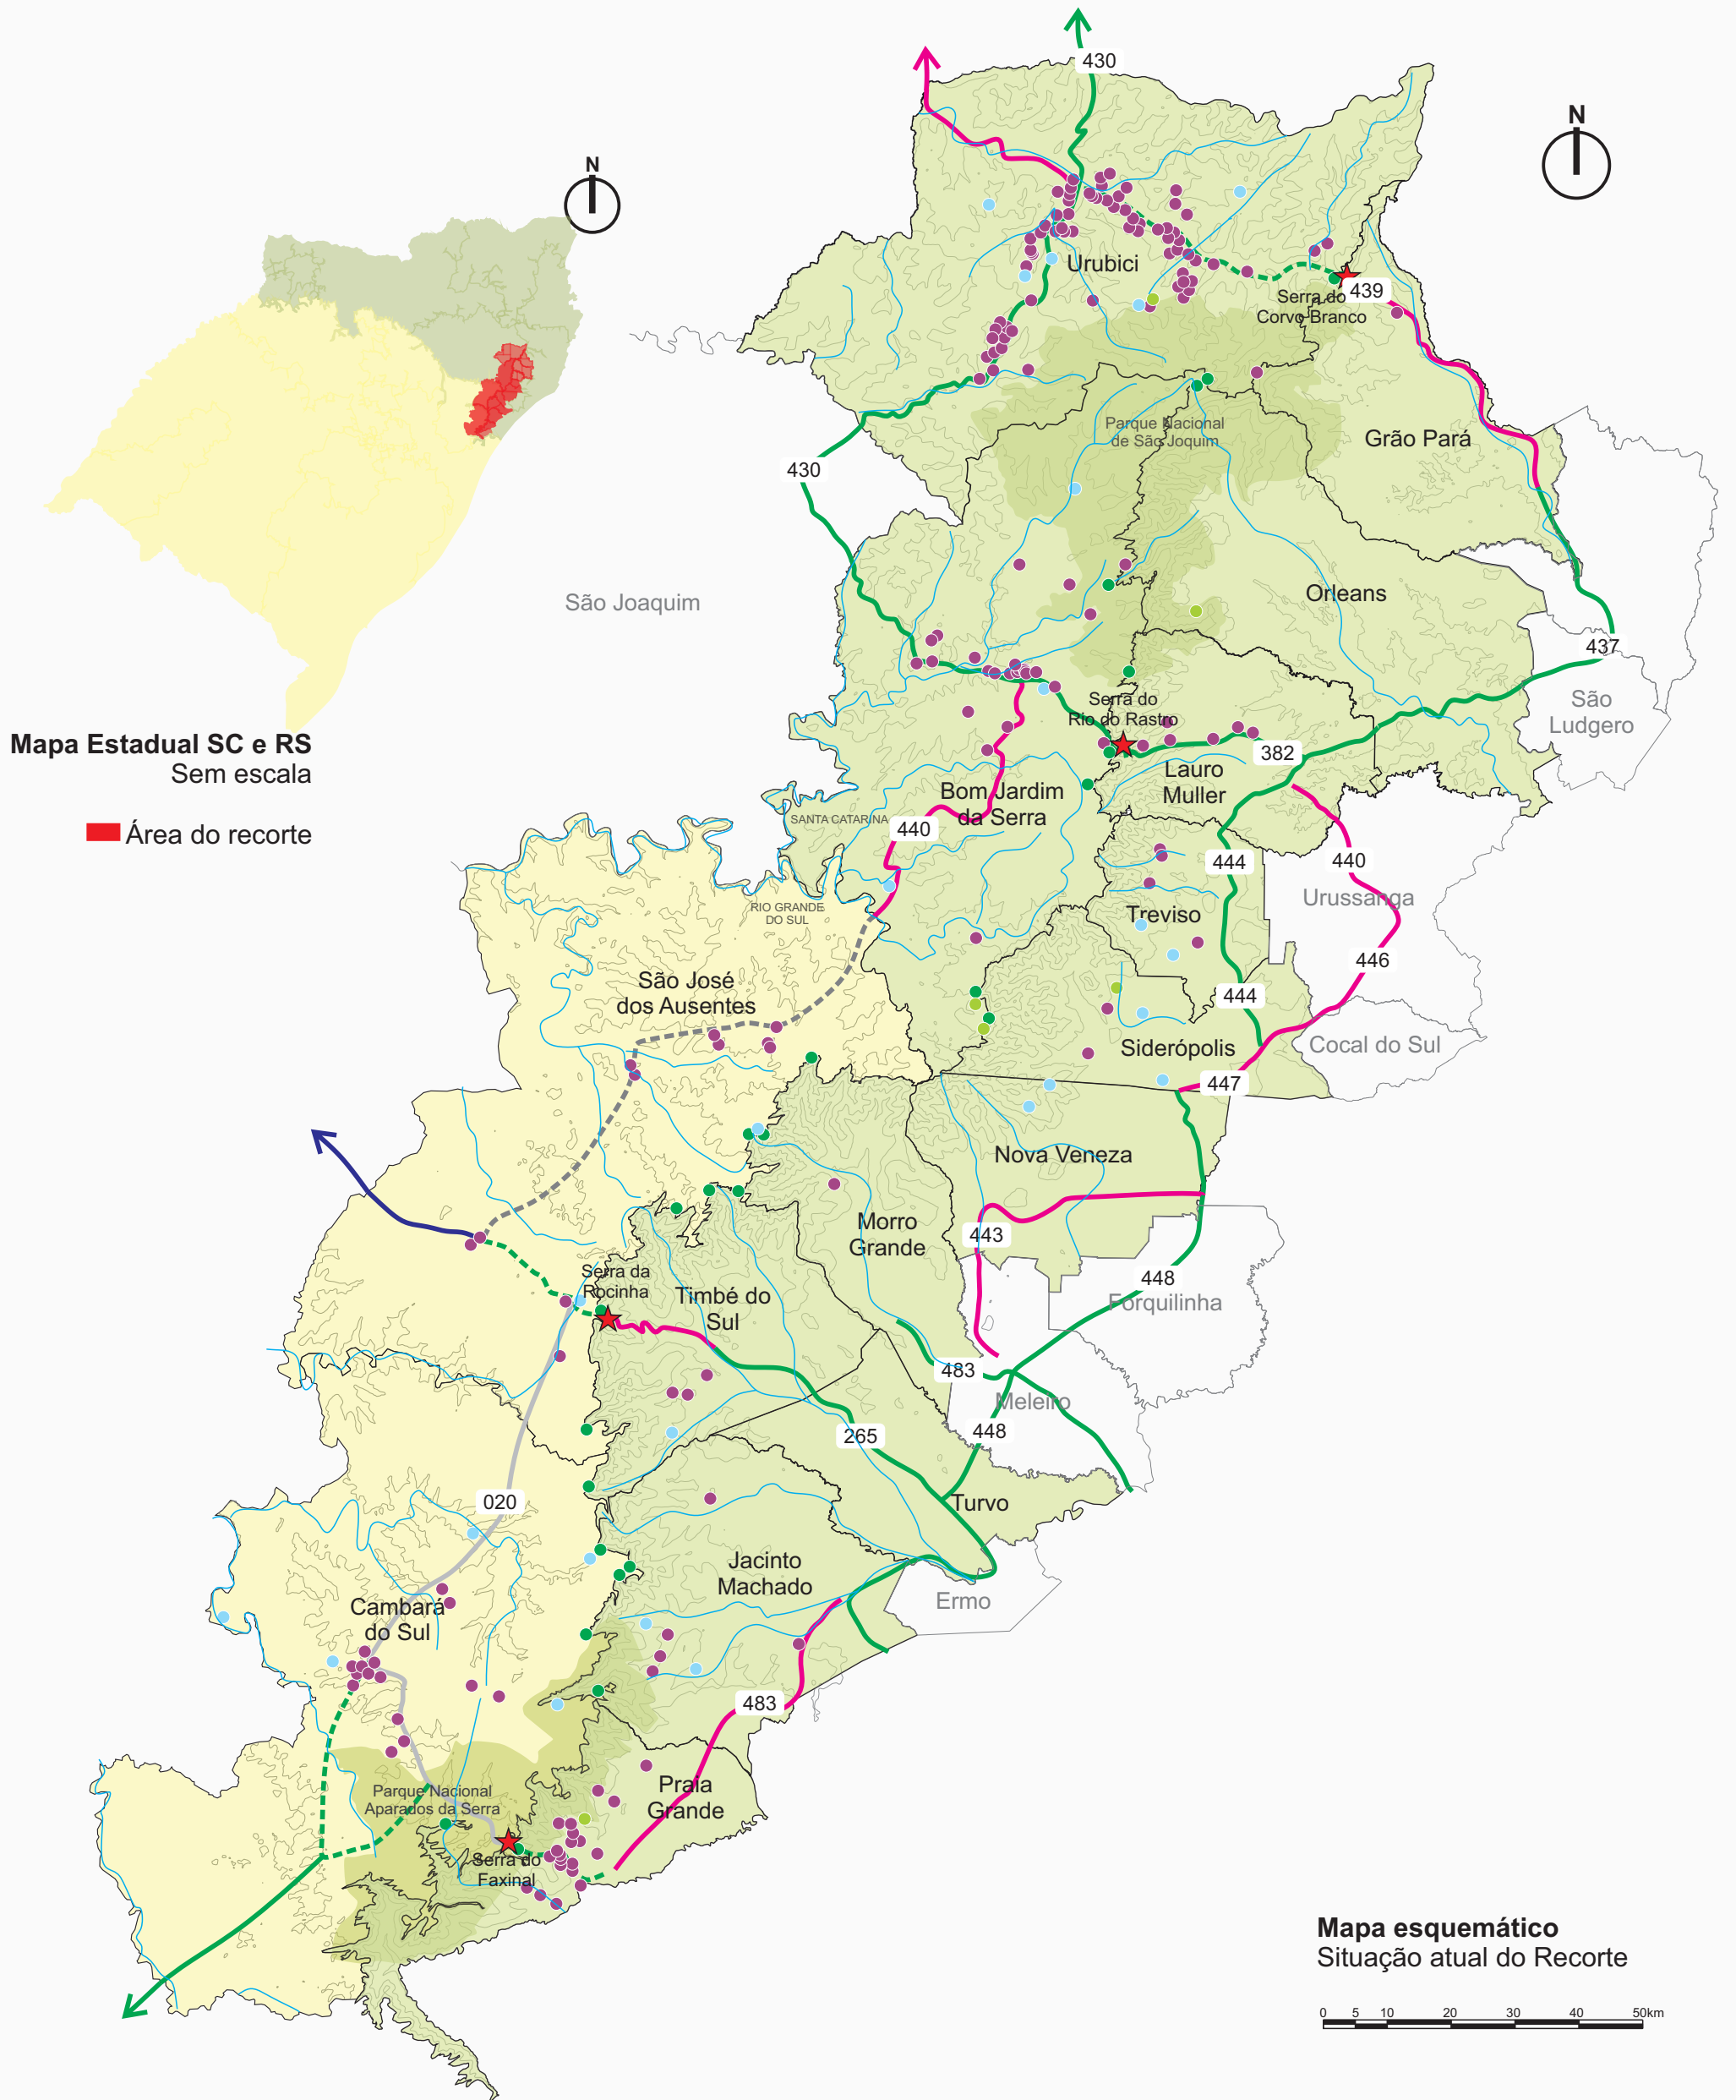 430
N
N
Urubici
Serra do
Corvo Branco
439
Parque Nacional
de São Joquim
Grão Pará
430
São Joaquim
Orleans
437
São
Ludgero
Serra do
Rio do Rastro
382
Mapa Estadual SC e RS
Sem escala
Área do recorte
Lauro
Muller
Bom Jardim
da Serra
SANTA CATARINA
440
444
440
Urussanga
RIO GRANDE
DO SUL
Treviso
446
São José
dos Ausentes
444
Siderópolis
Cocal do Sul
447
Nova Veneza
Morro
Grande
443
448
Forquilinha
Serra da
Rocinha
Timbé do
Sul
483
Meleiro
448
265
020
Turvo
Jacinto
Machado
Ermo
Cambará
do Sul
483
Parque Nacional
Aparados da Serra
Praia
Grande
Serra do
Faxinal
Mapa esquemático
Situação atual do Recorte
0 5 10 20 30 40 50km